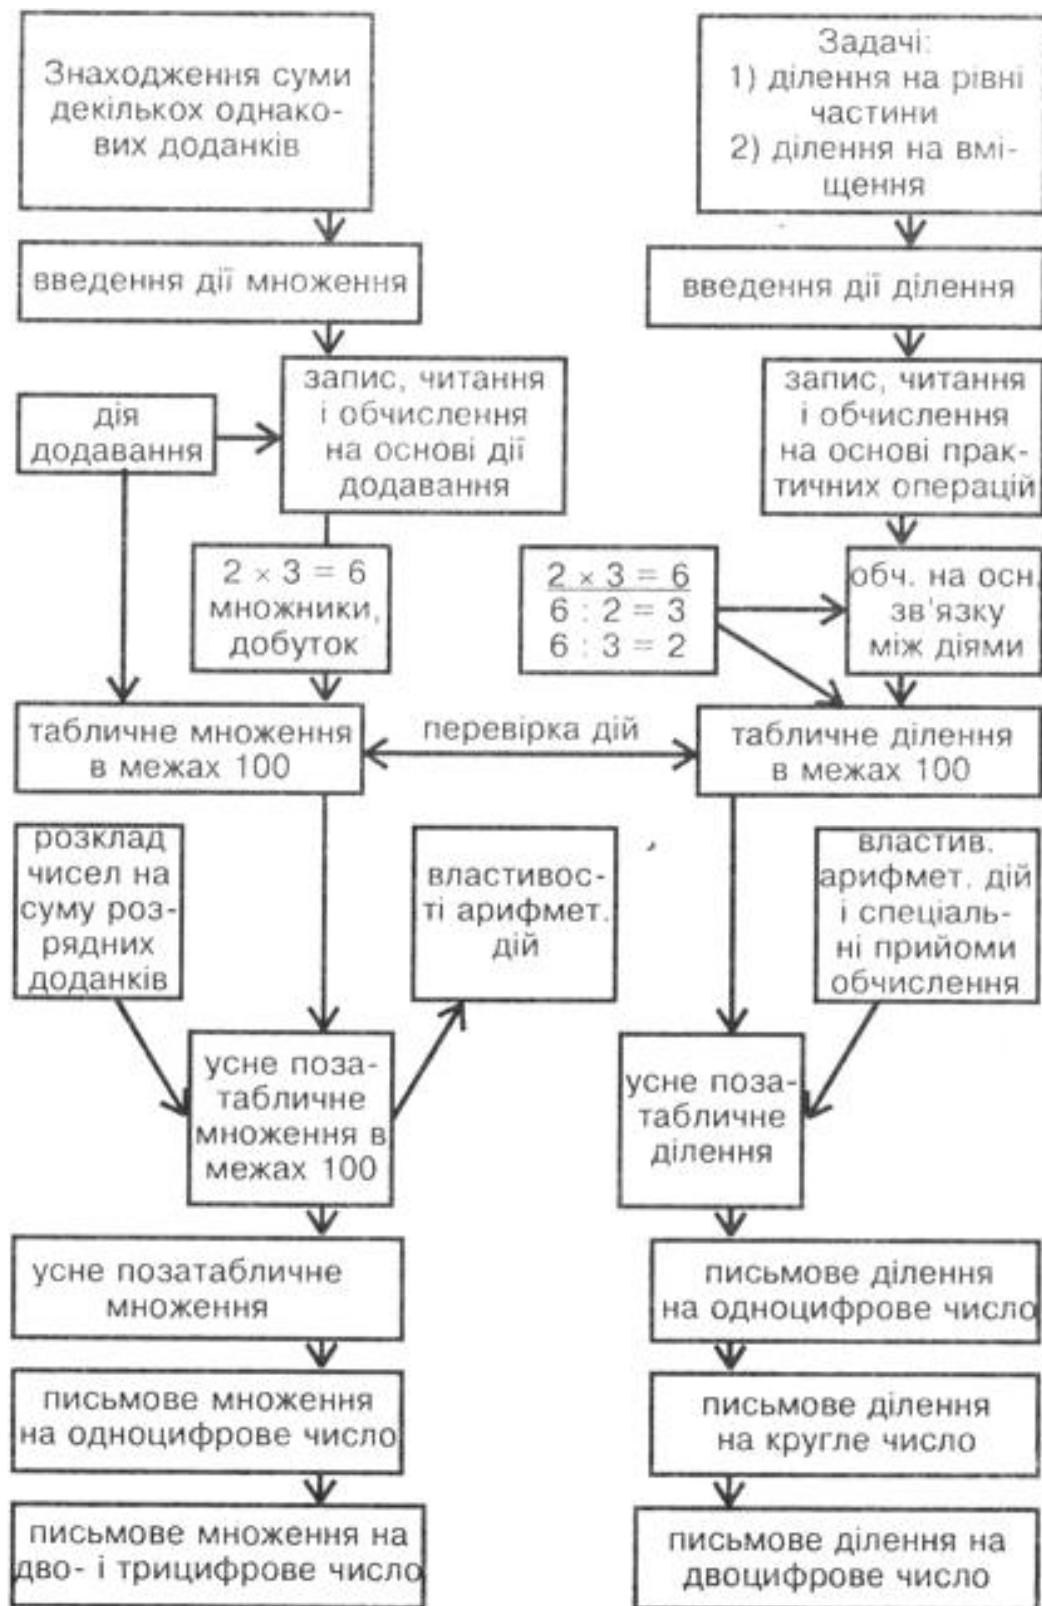 Знаходження суми
декількох однако-
вих доданків
Задачі:
1) ділення на рівні
частини
2) ділення на вмі-
щення
введення дії множення
введення дії ділення
дія
додавання
запис, читання
і обчислення
на основі дії
додавання
запис, читання
і обчислення
на основі прак-
тичних операцій
2 × 3 = 6
множники,
добуток
2 × 3 = 6
6 : 2 = 3
6 : 3 = 2
обч. на осн.
зв'язку
між діями
табличне множення
в межах 100
перевірка дій
табличне ділення
в межах 100
розклад
чисел на
суму роз-
рядних
доданків
властивос-
ті арифмет.
дій
властив.
арифмет. дій
і спеціаль-
ні прийоми
обчислення
усне поза-
табличне
множення в
межах 100
усне поза-
табличне
ділення
усне позатабличне
множення
письмове ділення
на одноцифрове число
письмове множення
на одноцифрове число
письмове ділення
на кругле число
письмове множення на
дво- і трицифрове число
письмове ділення на
двоцифрове число